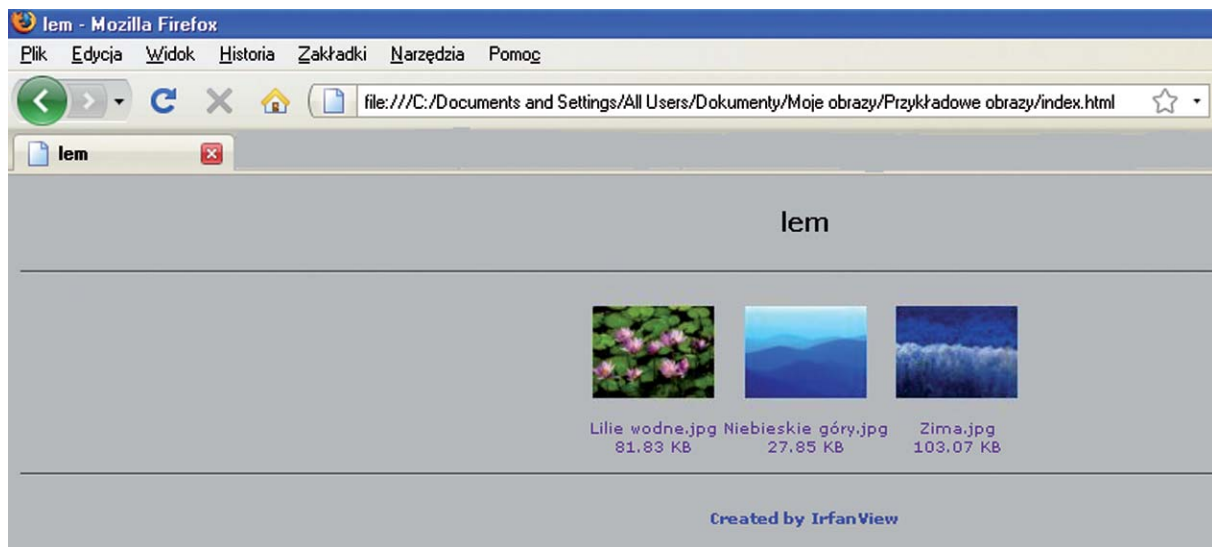 lem - Mozilla Firefox
Plik Edycja Widok Historia Zakładki Narzędzia Pomoc
file:///C:/Documents and Settings/All Users/Dokumenty/Moje obrazy/Przykładowe obrazy/index.html
lem
lem
Lilie wodne.jpg Niebieskie góry.jpg Zima.jpg
81.83 KB 27.85 KB 103.07 KB
Created by IrfanView